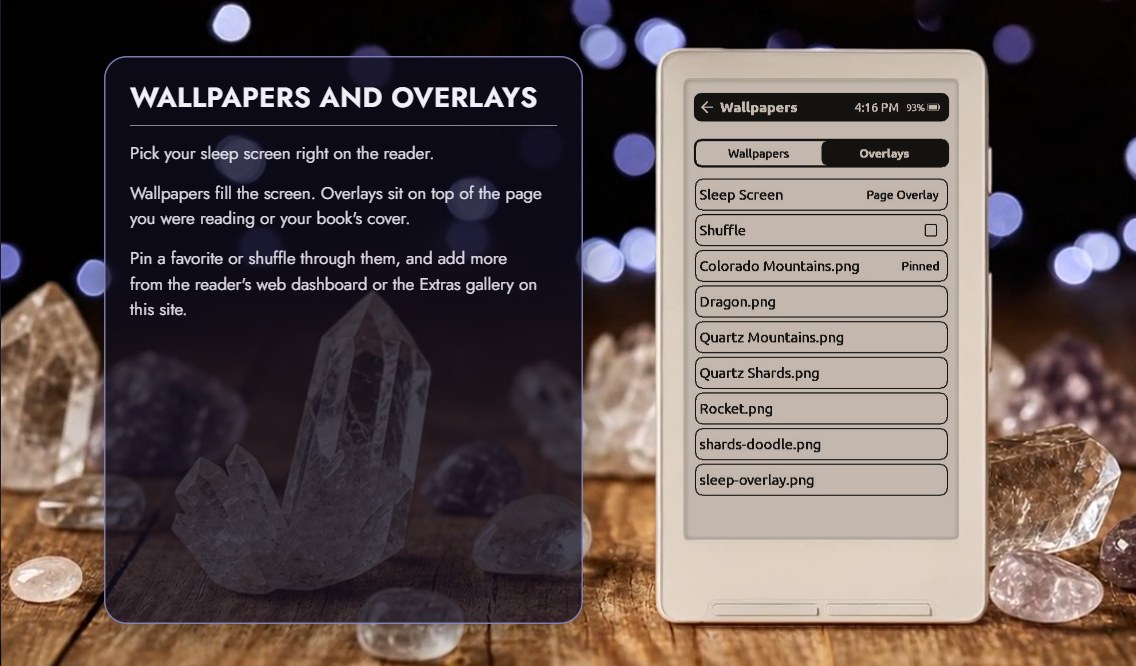 WALLPAPERS AND OVERLAYS
Pick your sleep screen right on the reader.
Wallpapers fill the screen. Overlays sit on top of the page
you were reading or your book's cover.
Pin a favorite or shuffle through them, and add more
from the reader's web dashboard or the Extras gallery on
this site.
← Wallpapers 4:16 PM 93%
Wallpapers Overlays
Sleep Screen Page Overlay
Shuffle
Colorado Mountains.png Pinned
Dragon.png
Quartz Mountains.png
Quartz Shards.png
Rocket.png
shards-doodle.png
sleep-overlay.png